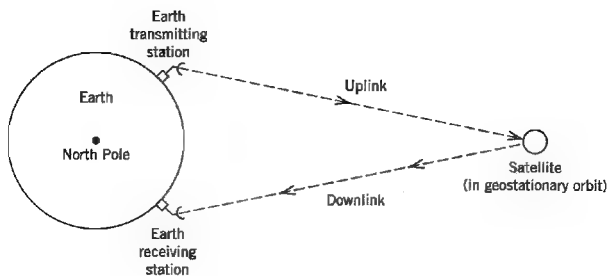 Earth
transmitting
station
Uplink
Earth
North Pole
Satellite
(in geostationary orbit)
Downlink
Earth
receiving
station